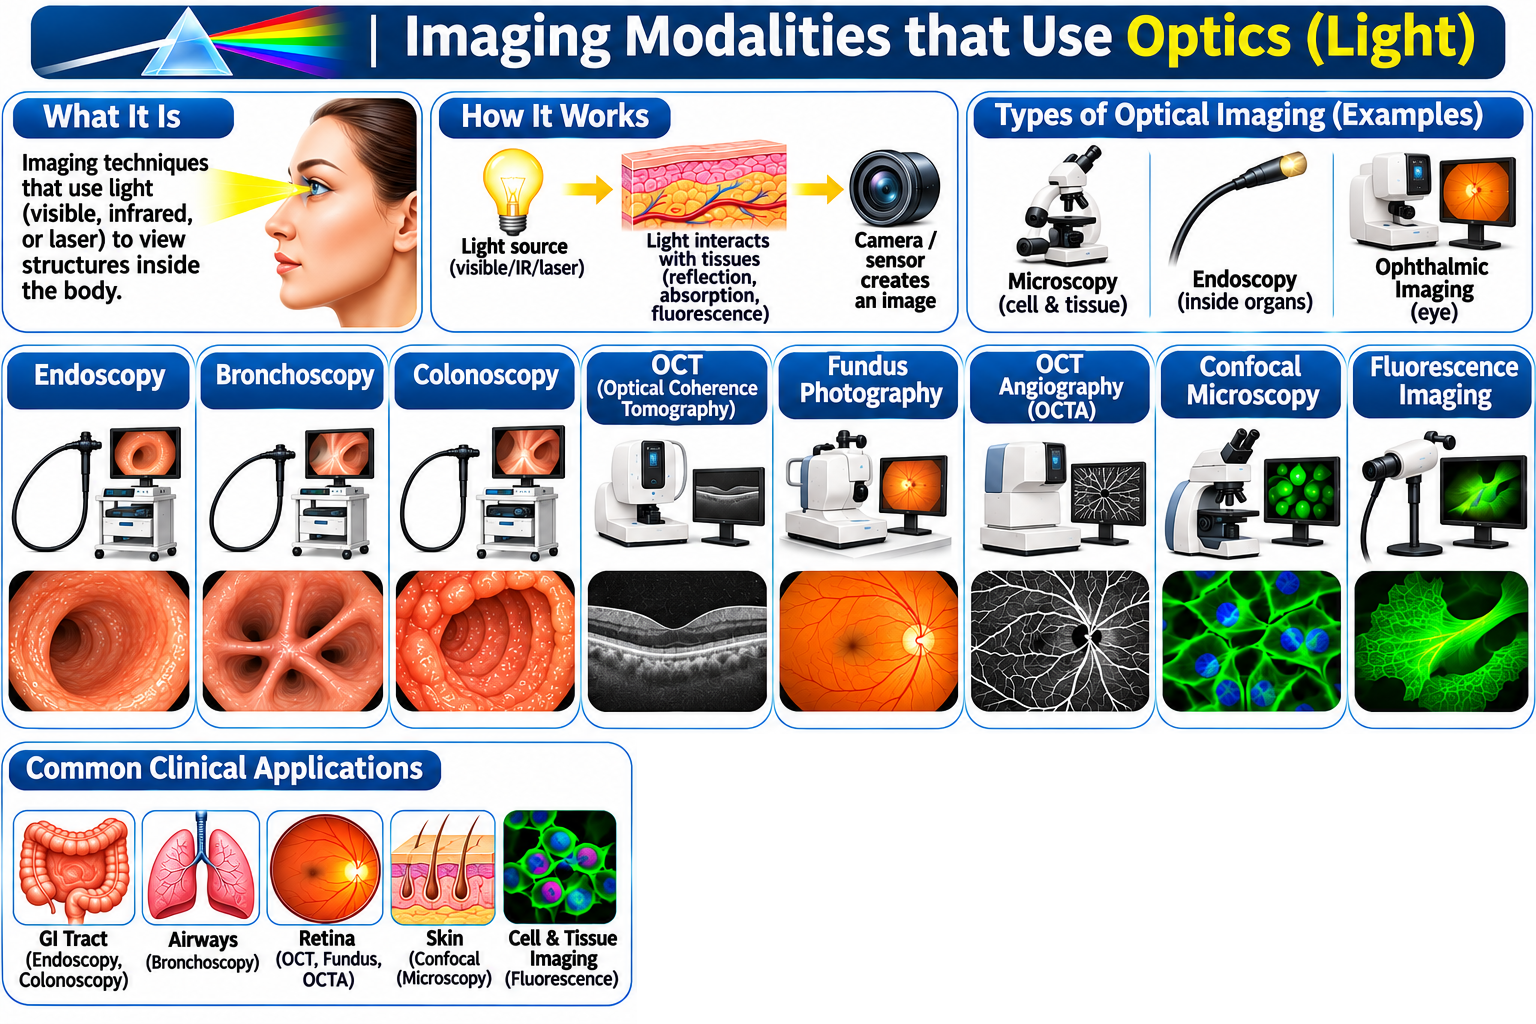 Imaging Modalities that Use Optics (Light)
What It Is
Imaging techniques
that use light
(visible, infrared,
or laser) to view
structures inside
the body.
How It Works
Light source
(visible/IR/laser)
Light interacts
with tissues
(reflection,
absorption,
fluorescence)
Camera /
sensor
creates
an image
Types of Optical Imaging (Examples)
Microscopy
(cell & tissue)
Endoscopy
(inside organs)
Ophthalmic
Imaging
(eye)
Endoscopy
Bronchoscopy
Colonoscopy
OCT
(Optical Coherence
Tomography)
Fundus
Photography
OCT
Angiography
(OCTA)
Confocal
Microscopy
Fluorescence
Imaging
Common Clinical Applications
GI Tract
(Endoscopy,
Colonoscopy)
Airways
(Bronchoscopy)
Retina
(OCT, Fundus,
OCTA)
Skin
(Confocal
(Microscopy)
Cell & Tissue
Imaging
(Fluorescence)